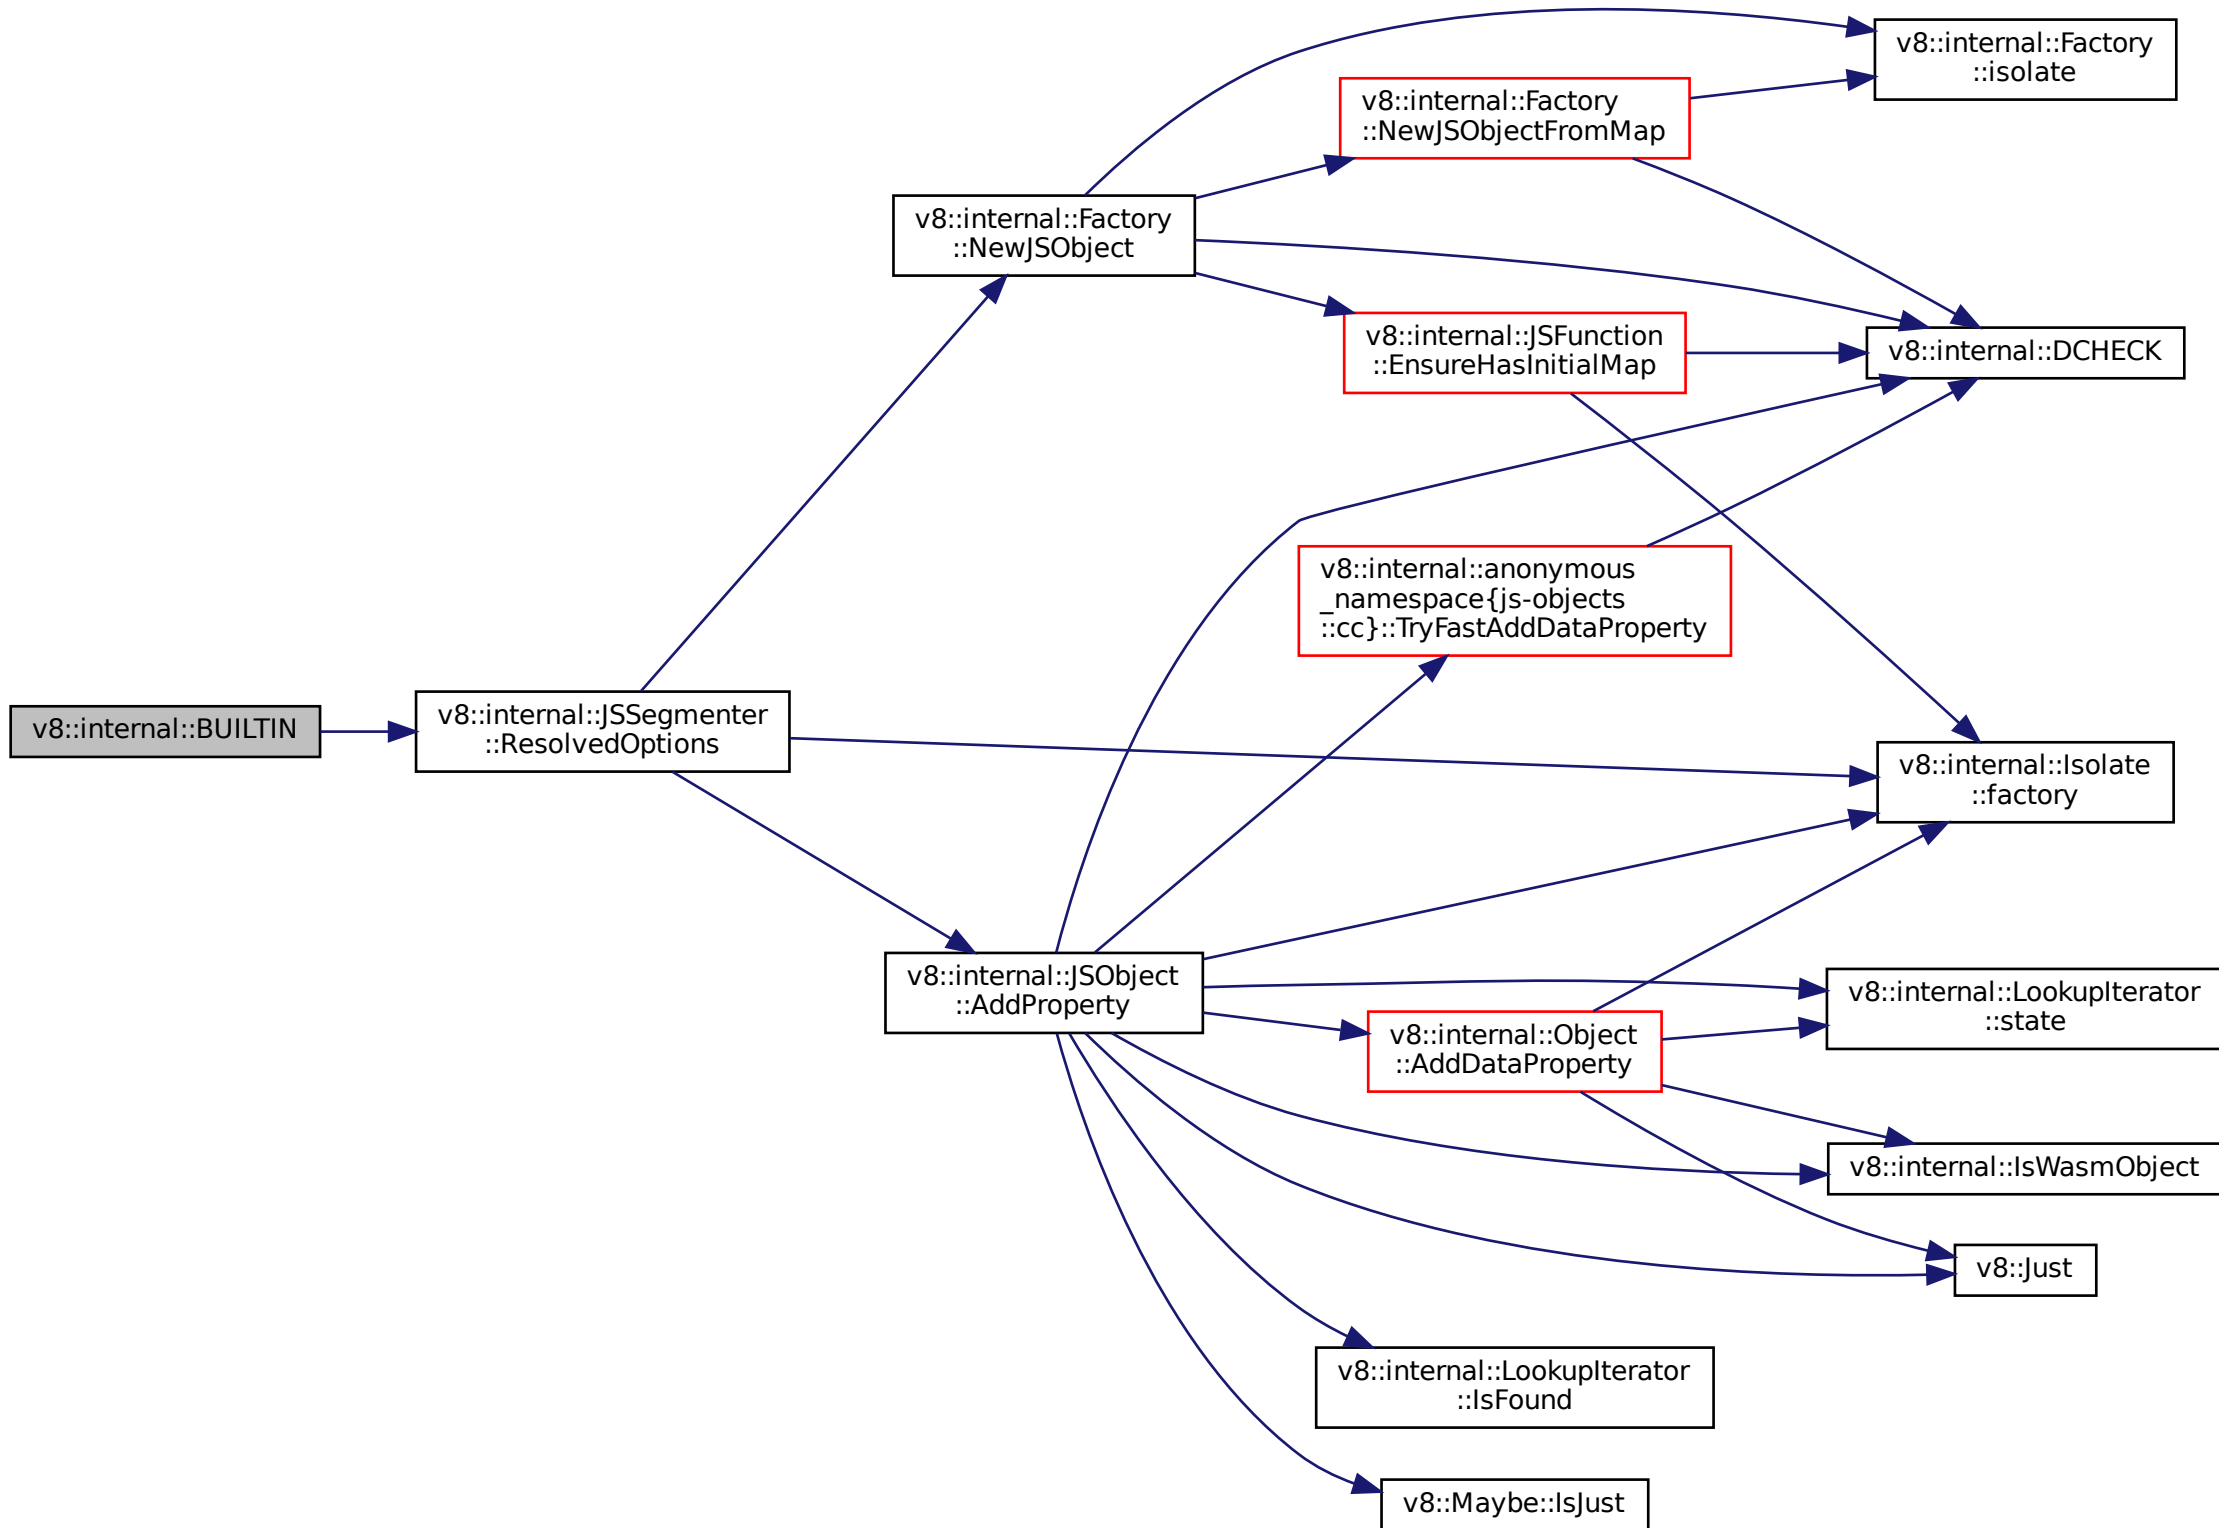 v8::internal::Factory
::isolate
v8::internal::Factory
::NewJSObjectFromMap
v8::internal::Factory
::NewJSObject
v8::internal::JSFunction
::EnsureHasInitialMap
v8::internal::DCHECK
v8::internal::anonymous
_namespace{js-objects
::cc}::TryFastAddDataProperty
v8::internal::BUILTIN
v8::internal::JSSegmenter
::ResolvedOptions
v8::internal::Isolate
::factory
v8::internal::JSObject
::AddProperty
v8::internal::LookupIterator
::state
v8::internal::Object
::AddDataProperty
v8::internal::IsWasmObject
v8::Just
v8::internal::LookupIterator
::IsFound
v8::Maybe::IsJust